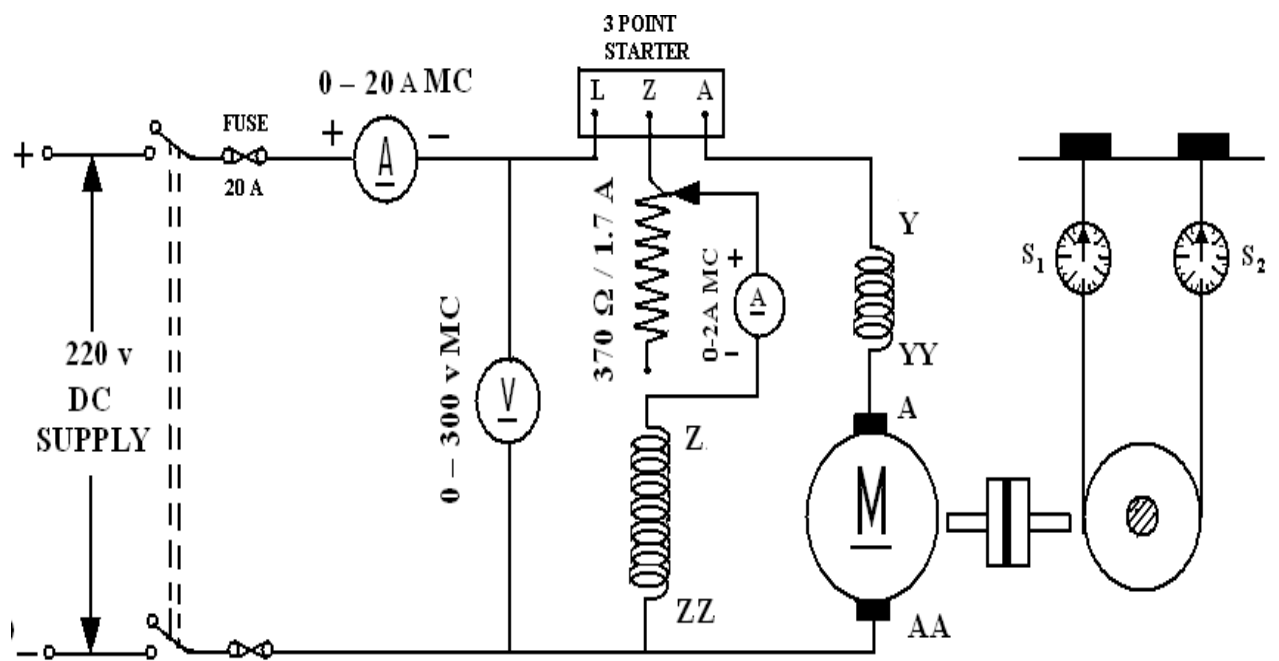 3 POINT
STARTER
L Z A
0 – 20 A MC
+ –
A
FUSE
20 A
+
220 v
DC
SUPPLY
–
0 – 300 v MC
V
370 Ω / 1.7 A
0-2A MC
+
A
–
Z
ZZ
Y
YY
A
M
AA
S1
S2